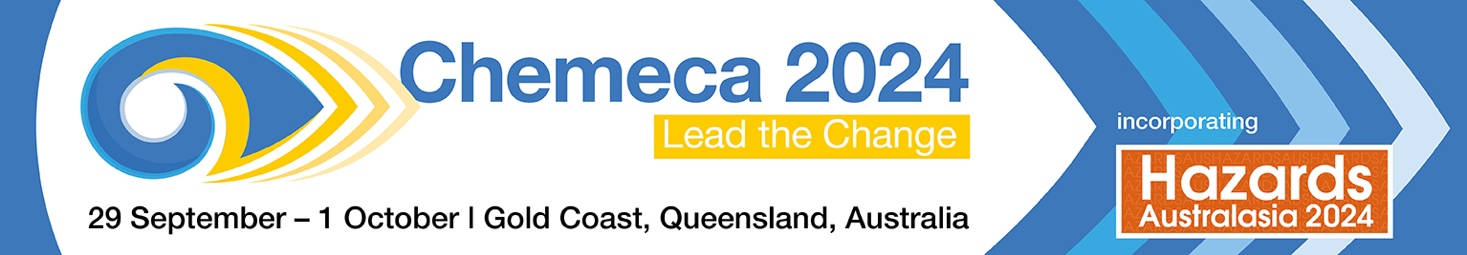 Chemeca 2024
Lead the Change
29 September – 1 October | Gold Coast, Queensland, Australia
incorporating
Hazards
Australasia 2024